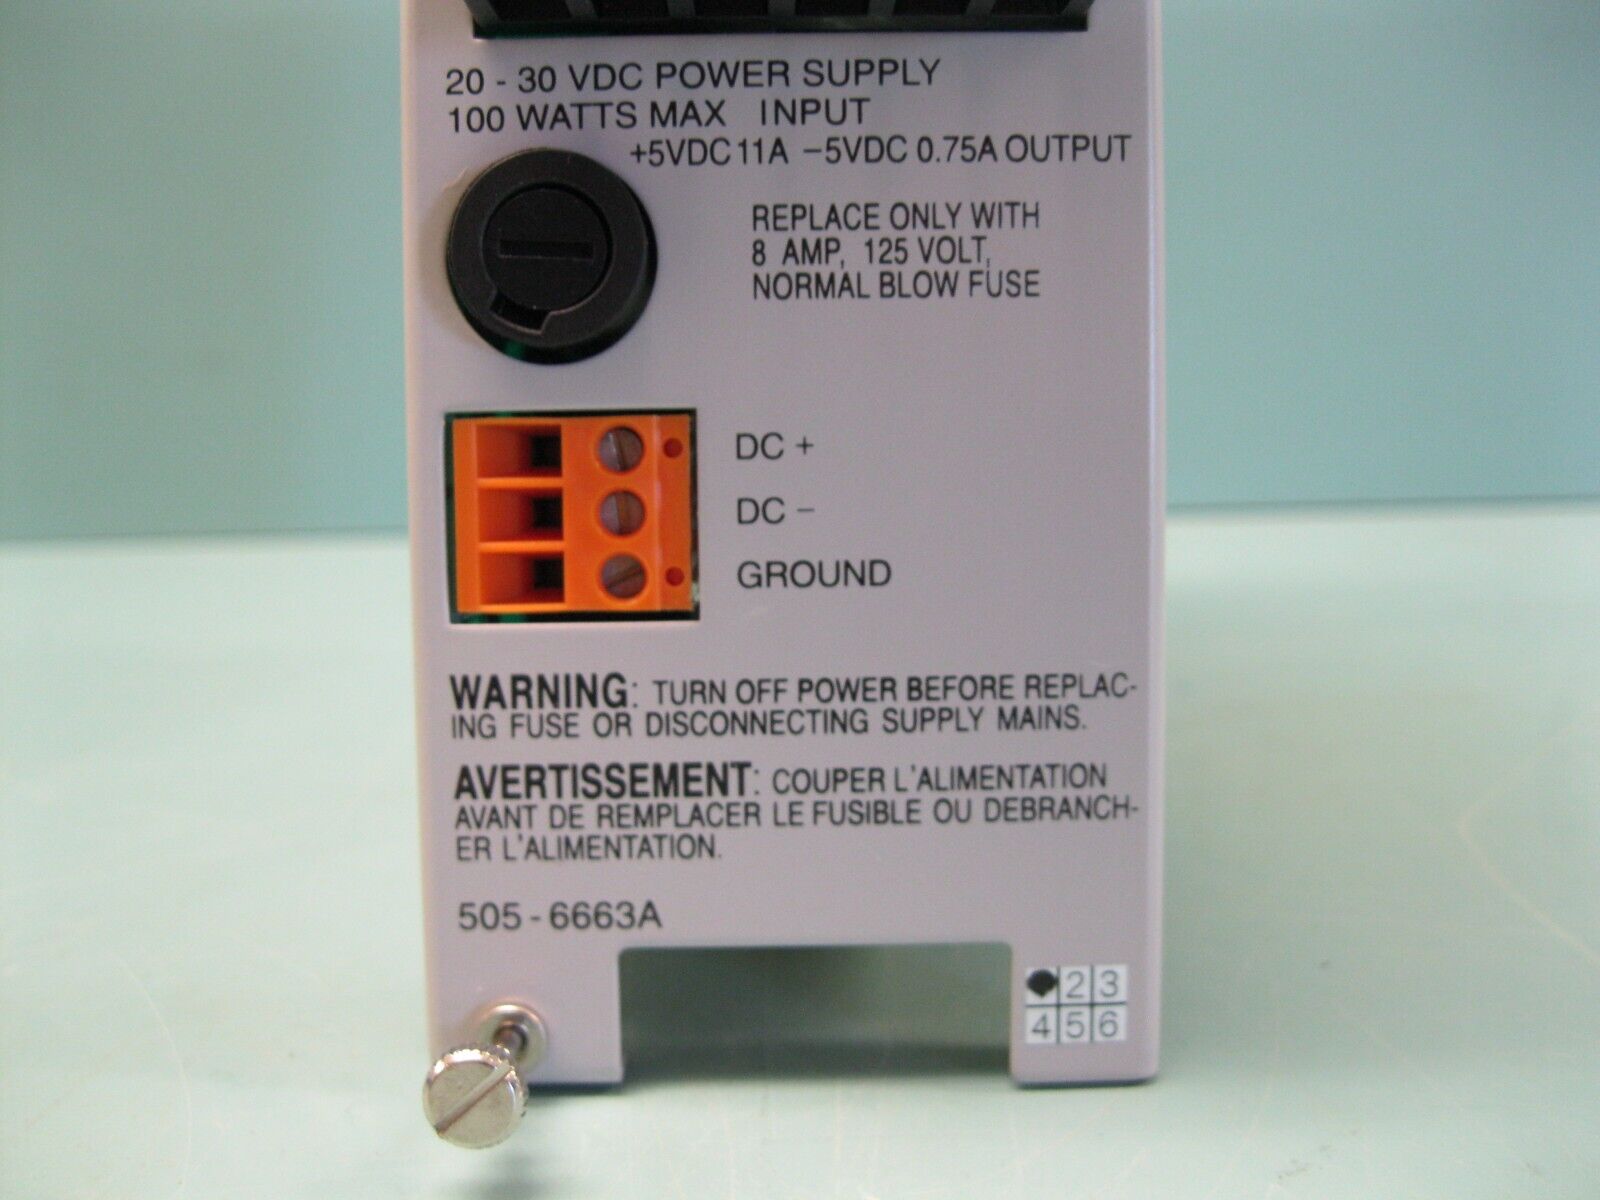 20 - 30 VDC POWER SUPPLY
100 WATTS MAX INPUT
+5VDC 11A -5VDC 0.75A OUTPUT
REPLACE ONLY WITH
8 AMP, 125 VOLT,
NORMAL BLOW FUSE
DC +
DC -
GROUND
WARNING: TURN OFF POWER BEFORE REPLAC-
ING FUSE OR DISCONNECTING SUPPLY MAINS.
AVERTISSEMENT: COUPER L'ALIMENTATION
AVANT DE REMPLACER LE FUSIBLE OU DEBRANCH-
ER L'ALIMENTATION.
505 - 6663A
2 3
4 5 6